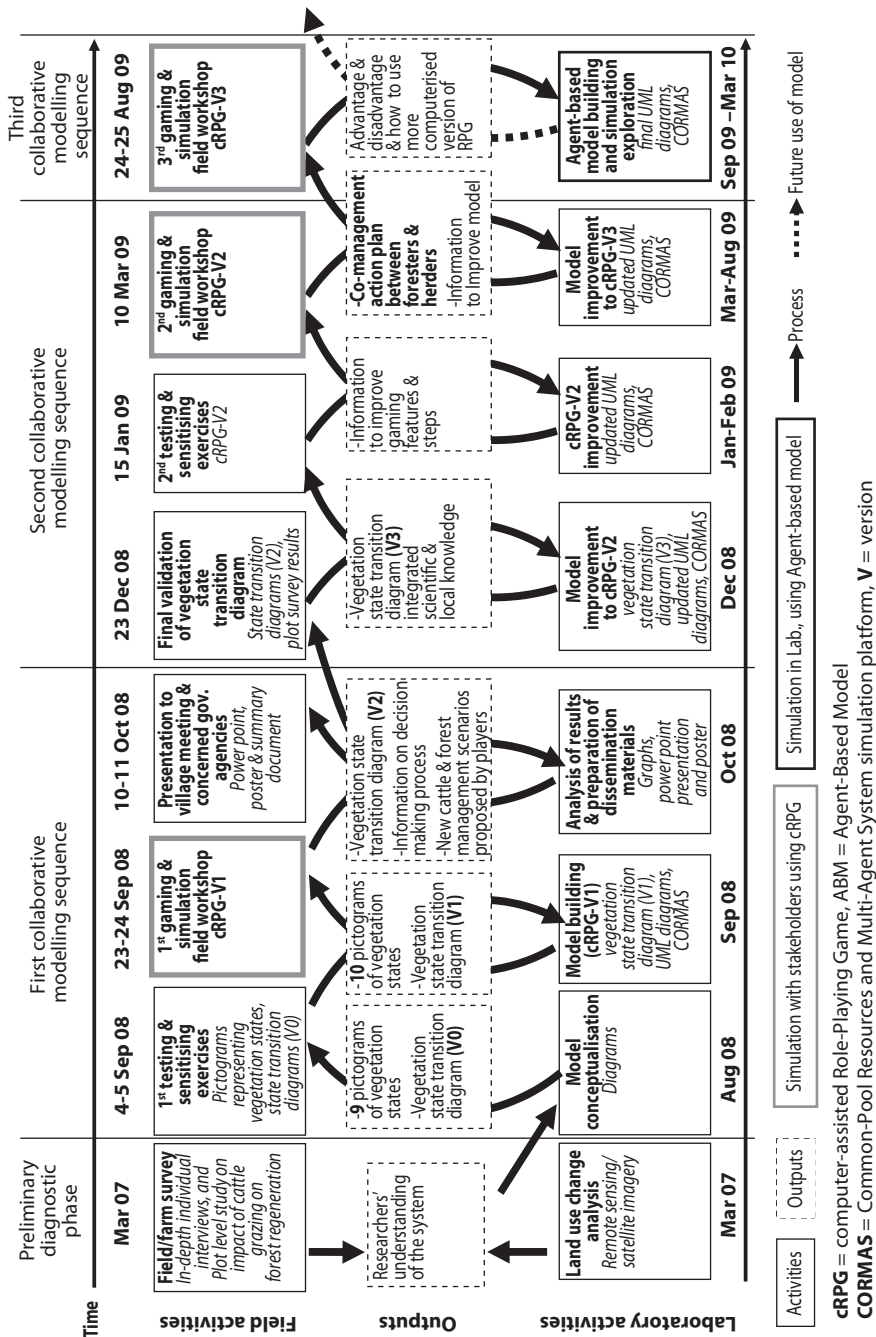 Preliminary
diagnostic
phase
First collaborative
modelling sequence
Second collaborative
modelling sequence
Third
collaborative
modelling
sequence
Time
Mar 07
4-5 Sep 08
23-24 Sep 08
10-11 Oct 08
23 Dec 08
15 Jan 09
10 Mar 09
24-25 Aug 09
Field activities
Field/farm survey
In-depth individual
interviews, and
Plot level study on
impact of cattle
grazing on
forest regeneration
1st testing &
sensitising
exercises
Pictograms
representing
vegetation states,
state transition
diagrams (V0)
1st gaming &
simulation
field workshop
cRPG-V1
Presentation to
village meeting &
concerned gov.
agencies
Power point,
poster & summary
document
Final validation
of vegetation
state
transition
diagram
State transition
diagrams (V2),
plot survey results
2nd testing &
sensitising
exercises
cRPG-V2
2nd gaming &
simulation
field workshop
cRPG-V2
3rd gaming &
simulation
field workshop
cRPG-V3
Outputs
Researchers'
understanding
of the system
-9 pictograms
of vegetation
states
-Vegetation
state transition
diagram (V0)
-10 pictograms
of vegetation
states
-Vegetation
state transition
diagram (V1)
-Vegetation state
transition diagram (V2)
-Information on decision
making process
-New cattle & forest
management scenarios
proposed by players
-Vegetation
state transition
diagram (V3)
integrated
scientific &
local knowledge
-Information
to improve
gaming
features &
steps
-Co-management
action plan
between
foresters &
herders
-Information
to Improve model
Advantage &
disadvantage
& how to use
more
computerised
version of
RPG
Laboratory activities
Land use change
analysis
Remote sensing/
satellite imagery
Model
conceptualisation
Diagrams
Model building
(cRPG-V1)
vegetation
state transition
diagram (V1),
UML diagrams,
CORMAS
Analysis of results
& preparation of
dissemination
materials
Graphs,
power point
presentation
and poster
Model
improvement
to cRPG-V2
vegetation
state transition
diagram (V3),
updated UML
diagrams, CORMAS
cRPG-V2
improvement
updated UML
diagrams,
CORMAS
Model
improvement
to cRPG-V3
updated UML
diagrams,
CORMAS
Agent-based
model building
and simulation
exploration
final UML
diagrams,
CORMAS
Mar 07
Aug 08
Sep 08
Oct 08
Dec 08
Jan-Feb 09
Mar-Aug 09
Sep 09 –Mar 10
Activities
Outputs
Simulation with stakeholders using cRPG
Simulation in Lab., using Agent-based model
Process
Future use of model
cRPG = computer-assisted Role-Playing Game, ABM = Agent-Based Model
CORMAS = Common-Pool Resources and Multi-Agent System simulation platform, V = version